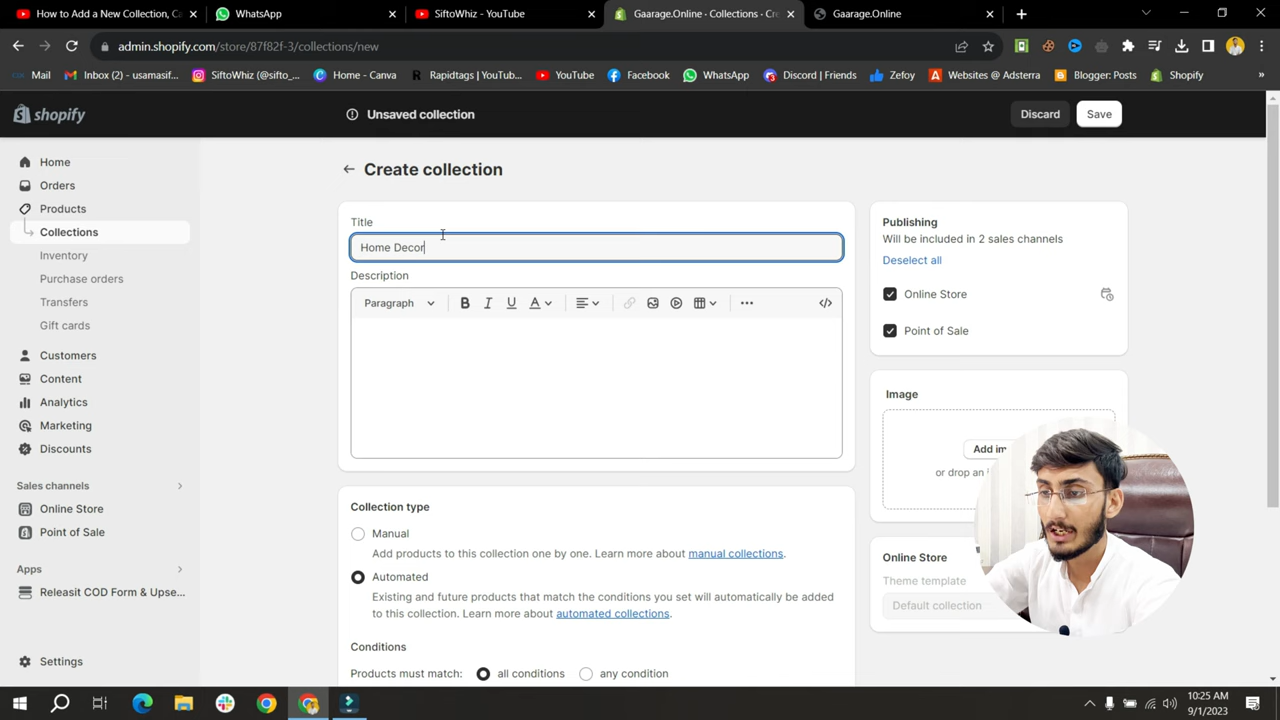 How to Add a New Collection, Ca
WhatsApp
SiftoWhiz - YouTube
Gaarage.Online - Collections - Cre
Gaarage.Online
admin.shopify.com/store/87f82f-3/collections/new
Mail
Inbox (2) - usamasif...
SiftoWhiz (@sifto_...
Home - Canva
Rapidtags | YouTub...
YouTube
Facebook
WhatsApp
Discord | Friends
Zefoy
Websites @ Adsterra
Blogger: Posts
Shopify
»
shopify
Unsaved collection
Discard
Save
Home
Orders
Products
Collections
Inventory
Purchase orders
Transfers
Gift cards
Customers
Content
Analytics
Marketing
Discounts
Sales channels
Online Store
Point of Sale
Apps
Releasit COD Form & Upse...
Settings
Create collection
Title
Home Decor
Description
Paragraph
B I U A
Collection type
Manual
Add products to this collection one by one. Learn more about manual collections.
Automated
Existing and future products that match the conditions you set will automatically be added
to this collection. Learn more about automated collections.
Conditions
Products must match: all conditions any condition
Publishing
Will be included in 2 sales channels
Deselect all
Online Store
Point of Sale
Image
Add im
or drop an i
Online Store
Theme template
Default collection
10:25 AM
9/1/2023